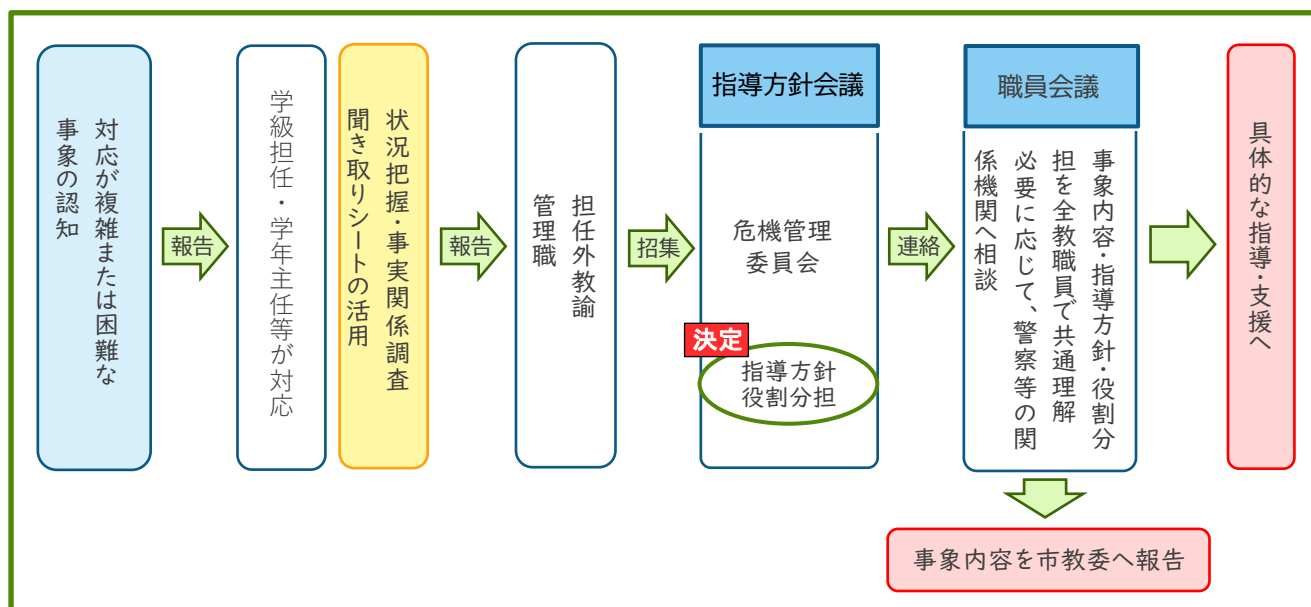 対応が複雑または困難な
事象の認知
報告
学級担任・学年主任等が対応
状況把握・事実関係調査
聞き取りシートの活用
報告
担任外教諭
管理職
招集
指導方針会議
危機管理
委員会
決定
指導方針
役割分担
連絡
職員会議
事象内容・指導方針・役割分
担を全教職員で共通理解
必要に応じて、警察等の関
係機関へ相談
具体的な指導・支援へ
事象内容を市教委へ報告